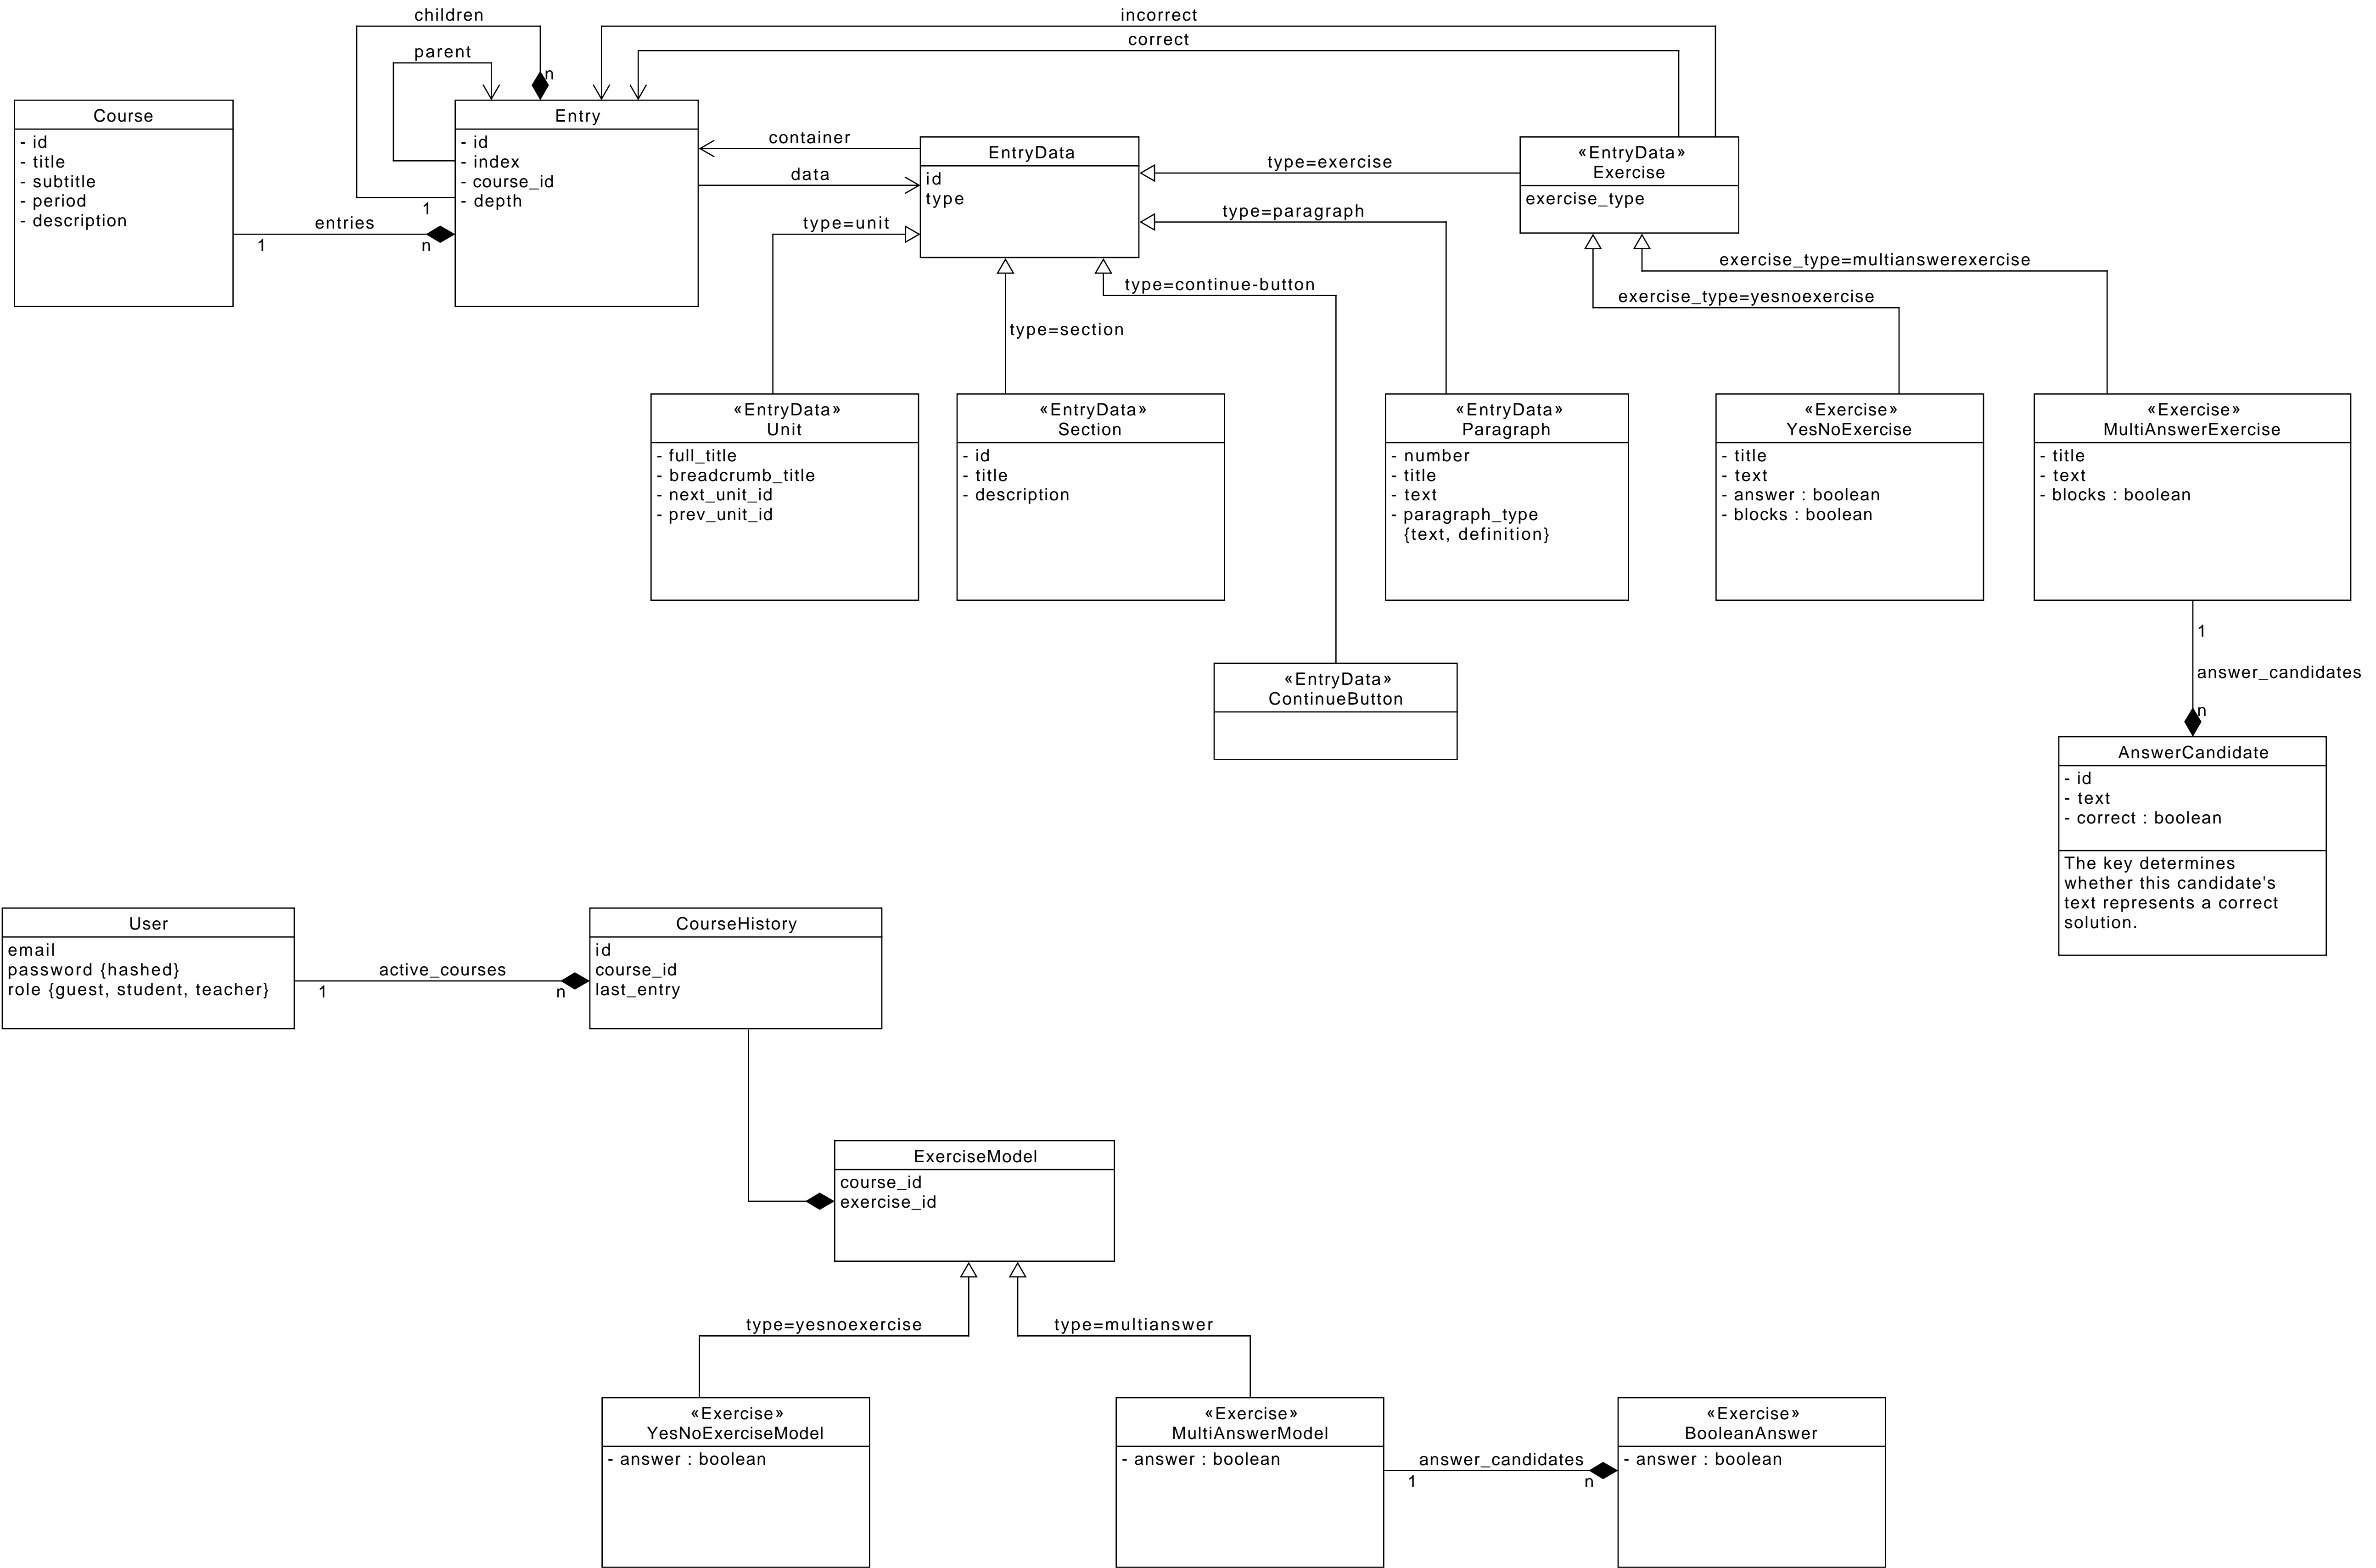 children
incorrect
correct
parent
n
Course
- id
- title
- subtitle
- period
- description
entries
1
n
1
Entry
- id
- index
- course_id
- depth
container
data
EntryData
id
type
type=exercise
type=paragraph
type=unit
type=section
type=continue-button
«EntryData»
Exercise
exercise_type
exercise_type=multianswerexercise
exercise_type=yesnoexercise
«EntryData»
Unit
- full_title
- breadcrumb_title
- next_unit_id
- prev_unit_id
«EntryData»
Section
- id
- title
- description
«EntryData»
Paragraph
- number
- title
- text
- paragraph_type
{text, definition}
«Exercise»
YesNoExercise
- title
- text
- answer : boolean
- blocks : boolean
«Exercise»
MultiAnswerExercise
- title
- text
- blocks : boolean
1
answer_candidates
n
«EntryData»
ContinueButton
AnswerCandidate
- id
- text
- correct : boolean
The key determines
whether this candidate's
text represents a correct
solution.
User
email
password {hashed}
role {guest, student, teacher}
active_courses
1
n
CourseHistory
id
course_id
last_entry
ExerciseModel
course_id
exercise_id
type=yesnoexercise
type=multianswer
«Exercise»
YesNoExerciseModel
- answer : boolean
«Exercise»
MultiAnswerModel
- answer : boolean
answer_candidates
1
n
«Exercise»
BooleanAnswer
- answer : boolean